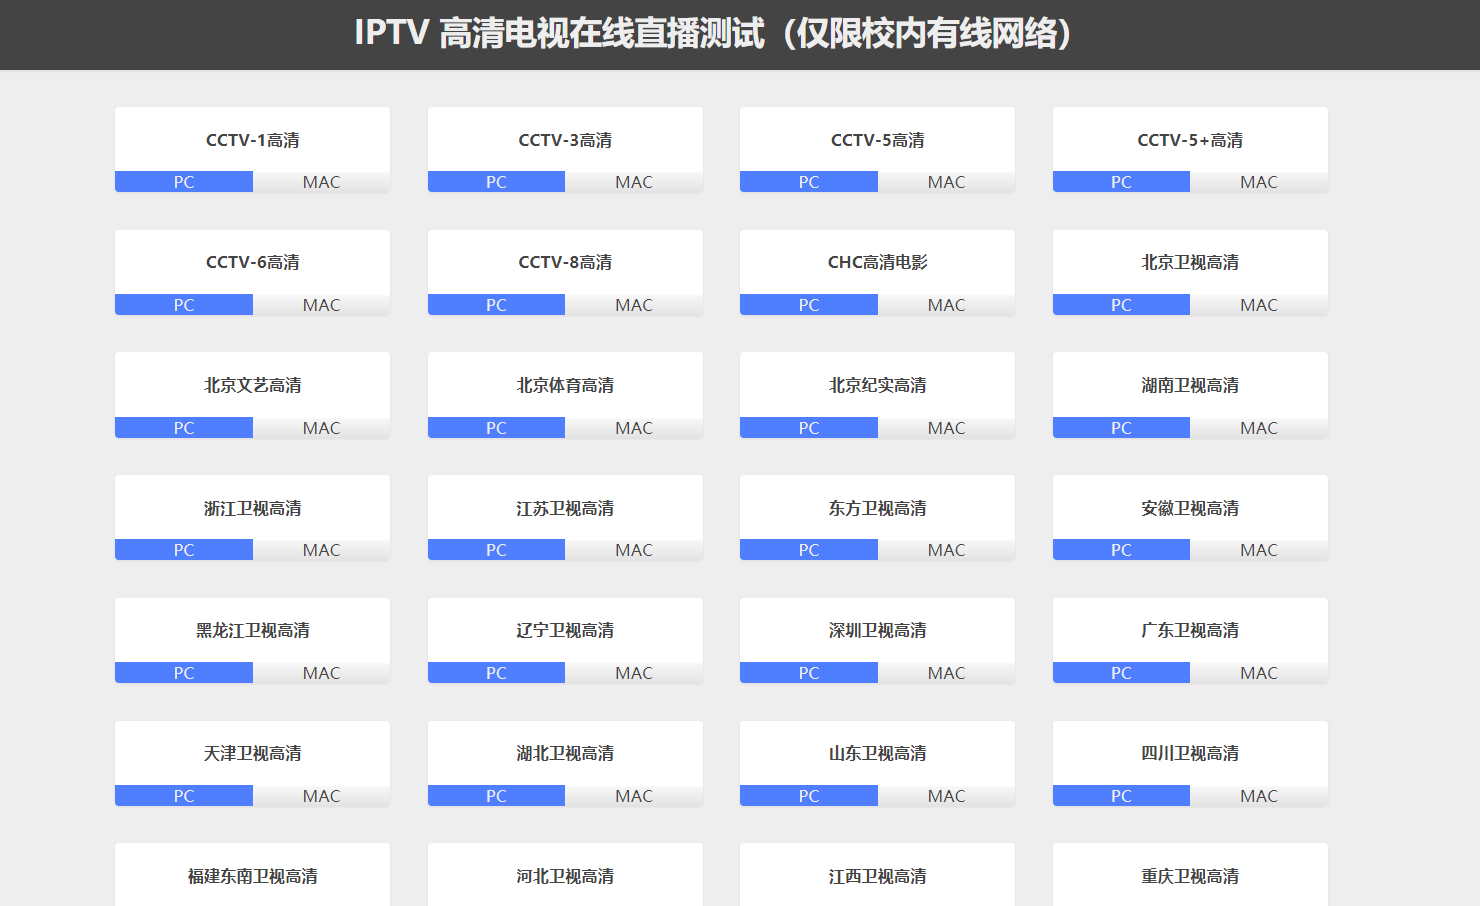 IPTV 高清电视在线直播测试（仅限校内有线网络）
CCTV-1高清 CCTV-3高清 CCTV-5高清 CCTV-5+高清
PC MAC PC MAC PC MAC PC MAC
CCTV-6高清 CCTV-8高清 CHC高清电影 北京卫视高清
PC MAC PC MAC PC MAC PC MAC
北京文艺高清 北京体育高清 北京纪实高清 湖南卫视高清
PC MAC PC MAC PC MAC PC MAC
浙江卫视高清 江苏卫视高清 东方卫视高清 安徽卫视高清
PC MAC PC MAC PC MAC PC MAC
黑龙江卫视高清 辽宁卫视高清 深圳卫视高清 广东卫视高清
PC MAC PC MAC PC MAC PC MAC
天津卫视高清 湖北卫视高清 山东卫视高清 四川卫视高清
PC MAC PC MAC PC MAC PC MAC
福建东南卫视高清 河北卫视高清 江西卫视高清 重庆卫视高清